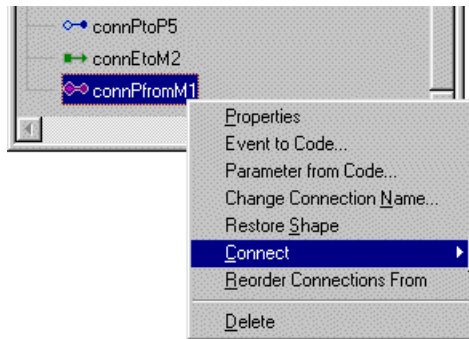 connPtoP5
connEtoM2
connPfromM1
Properties
Event to Code...
Parameter from Code...
Change Connection Name...
Restore Shape
Connect
Reorder Connections From
Delete